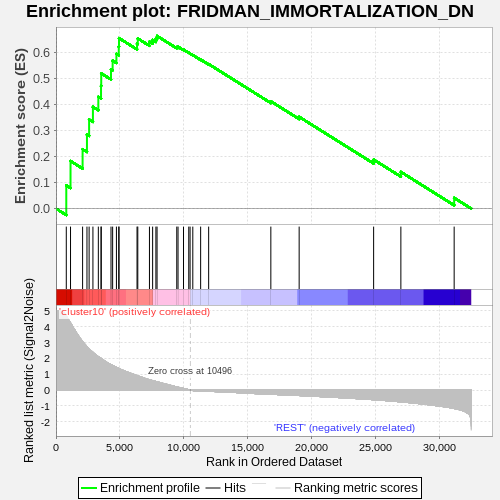 Enrichment plot: FRIDMAN_IMMORTALIZATION_DN
Enrichment score (ES)
0.6
0.5
0.4
0.3
0.2
0.1
0.0
Ranked list metric (Signal2Noise)
5
4
3
2
1
0
-1
-2
'cluster10' (positively correlated)
Zero cross at 10496
'REST' (negatively correlated)
0 5,000 10,000 15,000 20,000 25,000 30,000
Rank in Ordered Dataset
Enrichment profile Hits Ranking metric scores